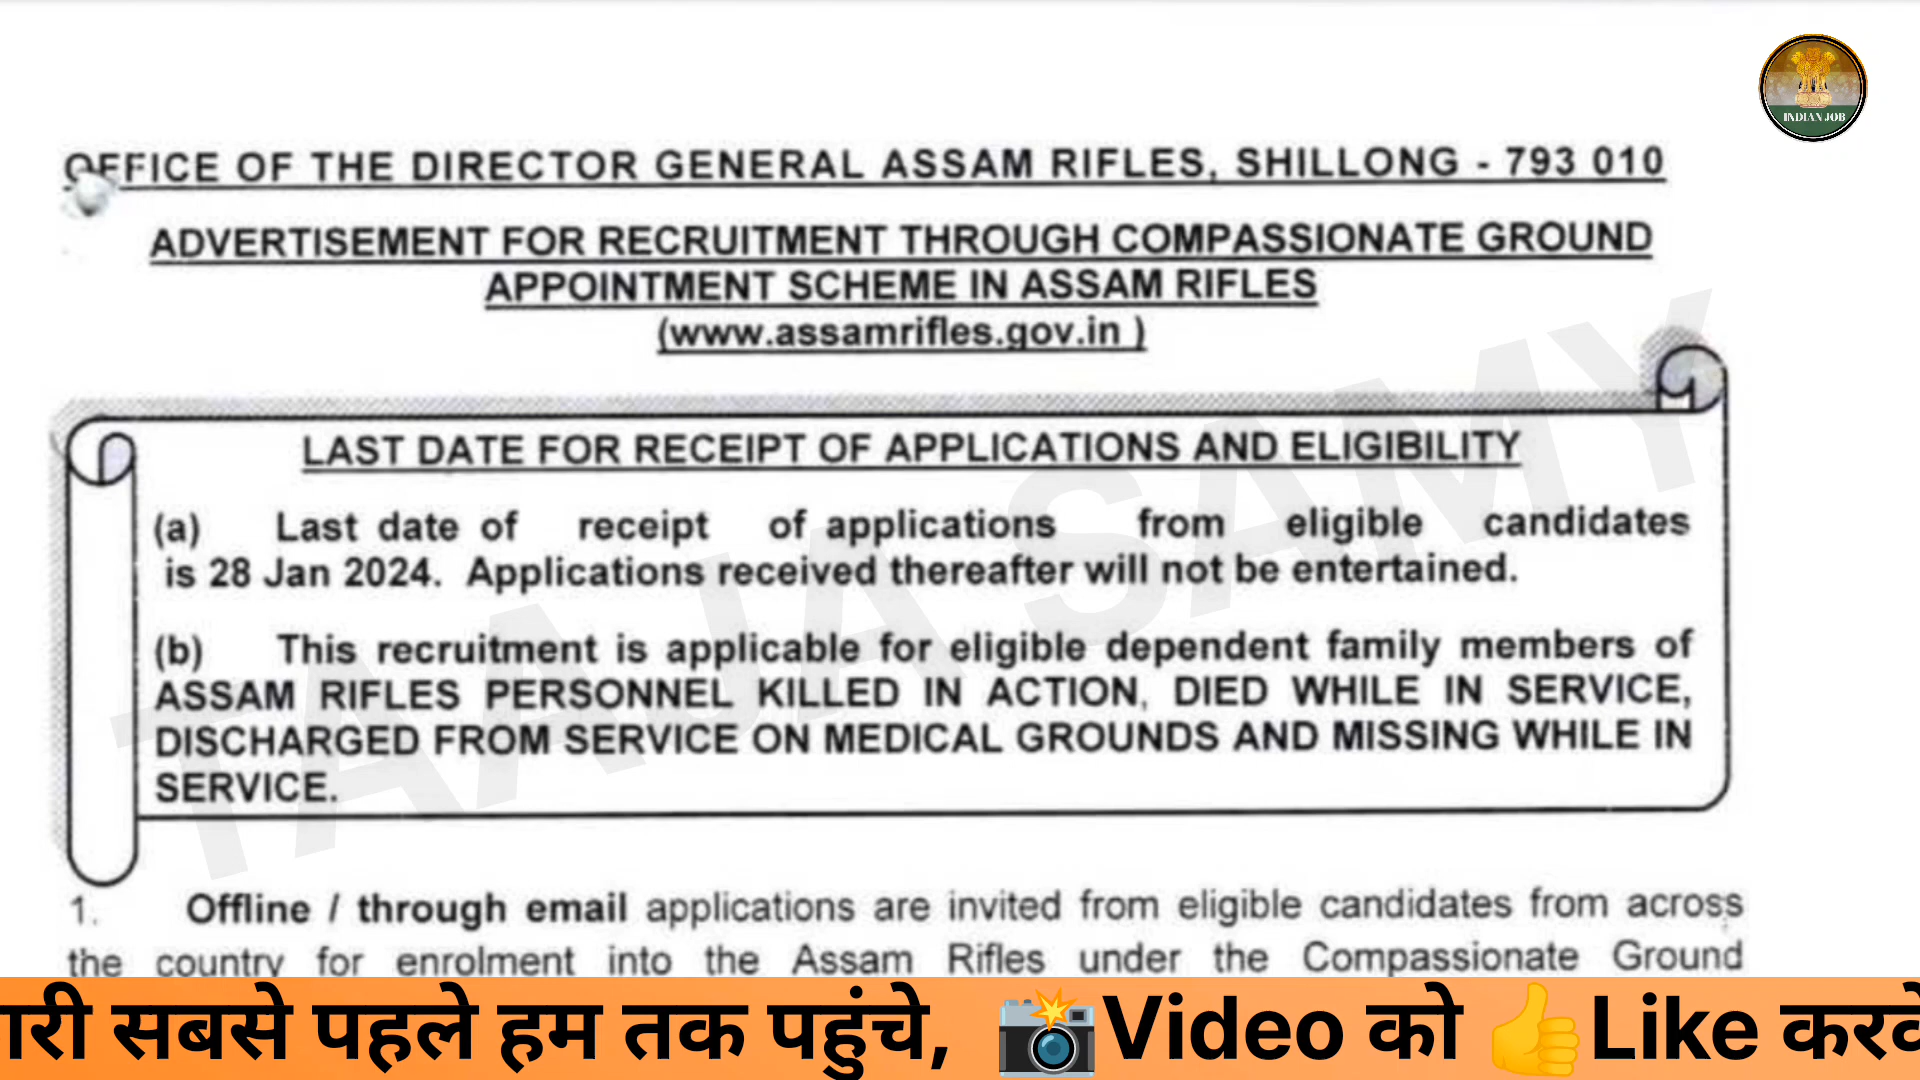 INDIAN JOB
OFFICE OF THE DIRECTOR GENERAL ASSAM RIFLES, SHILLONG - 793 010
ADVERTISEMENT FOR RECRUITMENT THROUGH COMPASSIONATE GROUND
APPOINTMENT SCHEME IN ASSAM RIFLES
(www.assamrifles.gov.in )
LAST DATE FOR RECEIPT OF APPLICATIONS AND ELIGIBILITY
(a) Last date of receipt of applications from eligible candidates
is 28 Jan 2024. Applications received thereafter will not be entertained.
(b) This recruitment is applicable for eligible dependent family members of
ASSAM RIFLES PERSONNEL KILLED IN ACTION, DIED WHILE IN SERVICE,
DISCHARGED FROM SERVICE ON MEDICAL GROUNDS AND MISSING WHILE IN
SERVICE.
TAAJA SAMY
1. Offline / through email applications are invited from eligible candidates from across
the country for enrolment into the Assam Rifles under the Compassionate Ground
ारी सबसे पहले हम तक पहुंचे, 📸Video को 👍Like करके